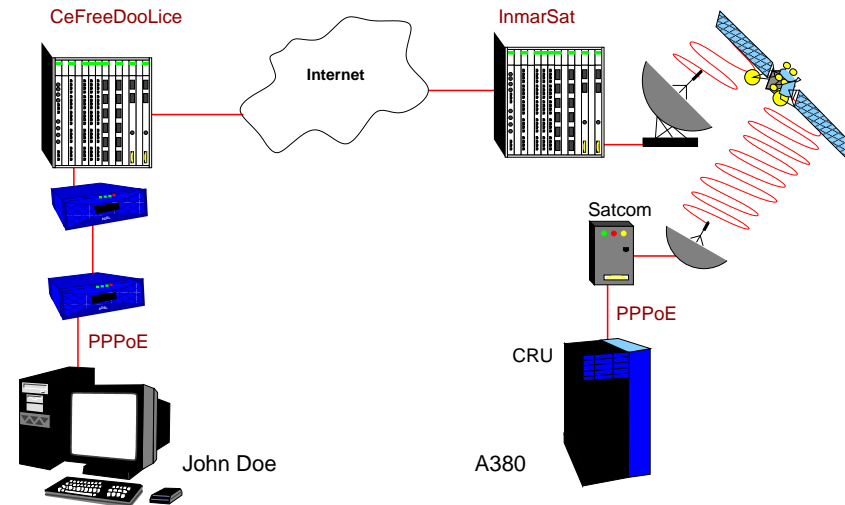 CeFreeDooLice
InmarSat
Internet
Satcom
PPPoE
PPPoE
CRU
John Doe
A380